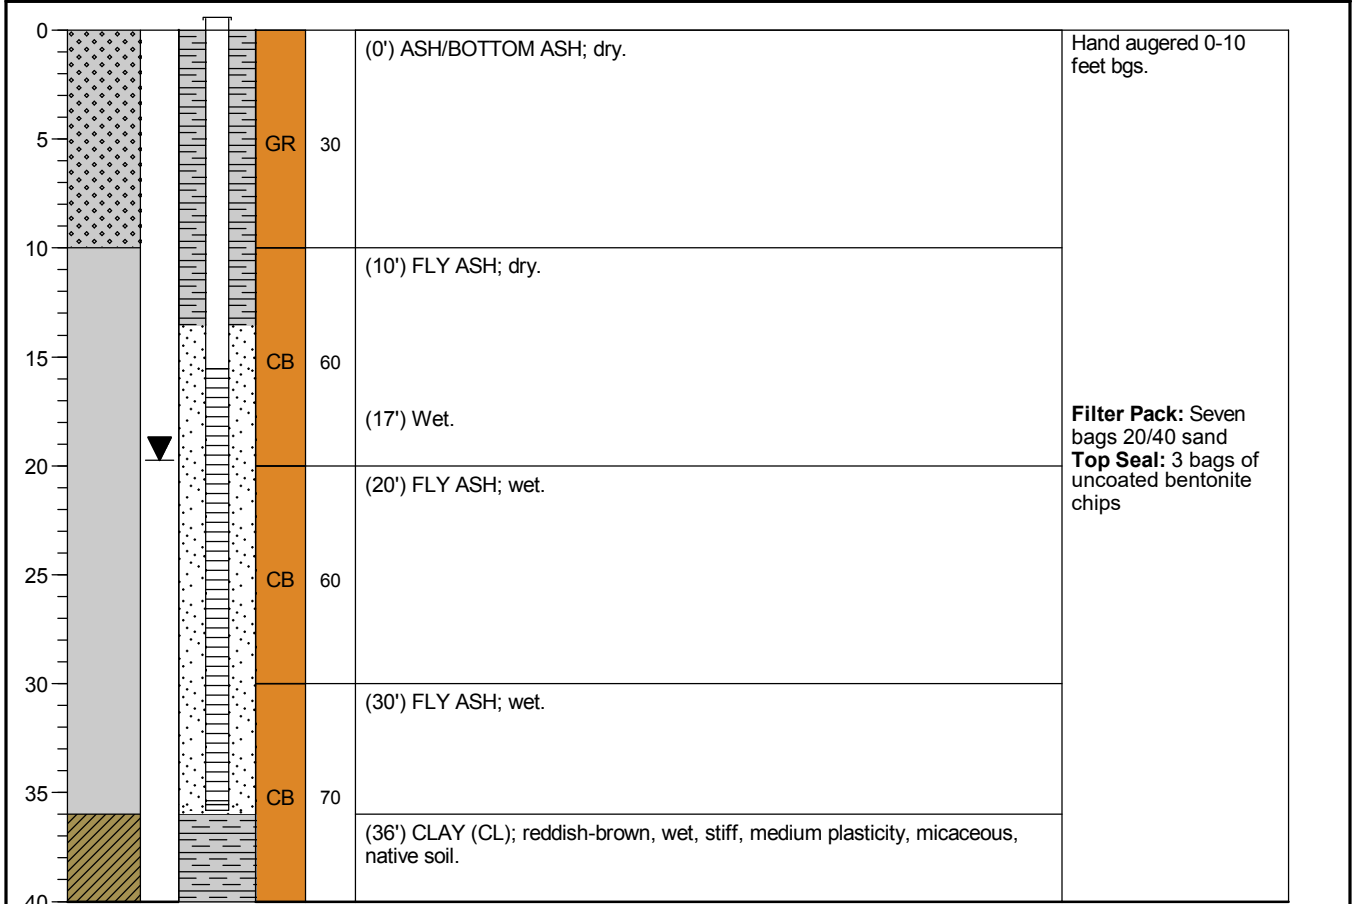 0
(0') ASH/BOTTOM ASH; dry.
Hand augered 0-10
feet bgs.
5
GR
30
10
(10') FLY ASH; dry.
15
CB
60
(17') Wet.
Filter Pack: Seven
bags 20/40 sand
Top Seal: 3 bags of
uncoated bentonite
chips
20
(20') FLY ASH; wet.
25
CB
60
30
(30') FLY ASH; wet.
35
CB
70
(36') CLAY (CL); reddish-brown, wet, stiff, medium plasticity, micaceous,
native soil.
40